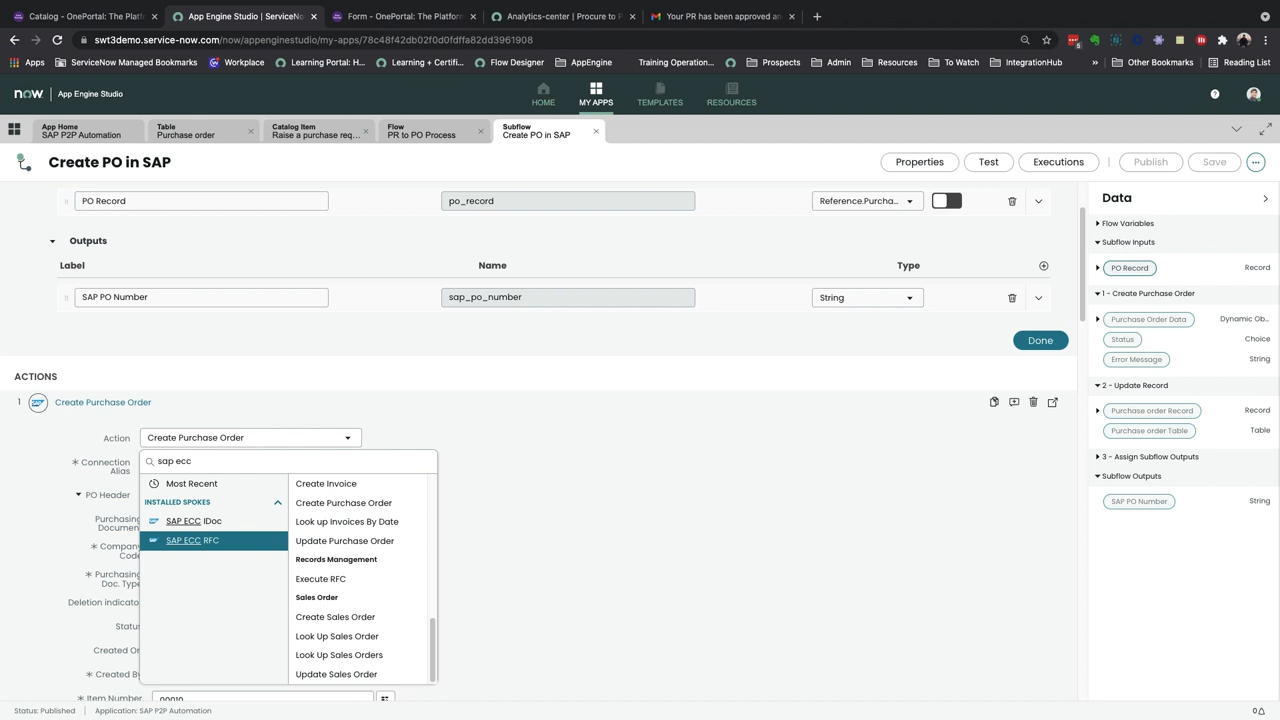 Catalog - OnePortal: The Platform
App Engine Studio | ServiceNo
Form - OnePortal: The Platform
Analytics-center | Procure to P
Your PR has been approved an
swt3demo.service-now.com/now/appenginestudio/my-apps/78c48f42db02f0d0fdffa82dd3961908
5
Apps
ServiceNow Managed Bookmarks
Workplace
Learning Portal: H...
Learning + Certifi...
Flow Designer
AppEngine
Training Operation...
Prospects
Admin
Resources
To Watch
IntegrationHub
»
Other Bookmarks
Reading List
now
App Engine Studio
HOME
MY APPS
TEMPLATES
RESOURCES
App Home
SAP P2P Automation
Table
Purchase order
Catalog Item
Raise a purchase req...
Flow
PR to PO Process
Subflow
Create PO in SAP
Create PO in SAP
Properties
Test
Executions
Publish
Save
PO Record
po_record
Reference.Purcha...
Outputs
Label
Name
Type
SAP PO Number
sap_po_number
String
Done
ACTIONS
1
SAP
Create Purchase Order
Action
Create Purchase Order
sap ecc
Most Recent
INSTALLED SPOKES
SAP ECC IDoc
SAP ECC RFC
Create Invoice
Create Purchase Order
Look up Invoices By Date
Update Purchase Order
Records Management
Execute RFC
Sales Order
Create Sales Order
Look Up Sales Order
Look Up Sales Orders
Update Sales Order
* Connection
Alias
PO Header
Purchasing
Document
* Company
Code
* Purchasing
Doc. Type
Deletion indicato
Status
Created On
* Created By
* Item Number
00010
Data
Flow Variables
Subflow Inputs
PO Record
Record
1 - Create Purchase Order
Purchase Order Data
Dynamic Ob...
Status
Choice
Error Message
String
2 - Update Record
Purchase order Record
Record
Purchase order Table
Table
3 - Assign Subflow Outputs
Subflow Outputs
SAP PO Number
String
Status: Published
Application: SAP P2P Automation
0